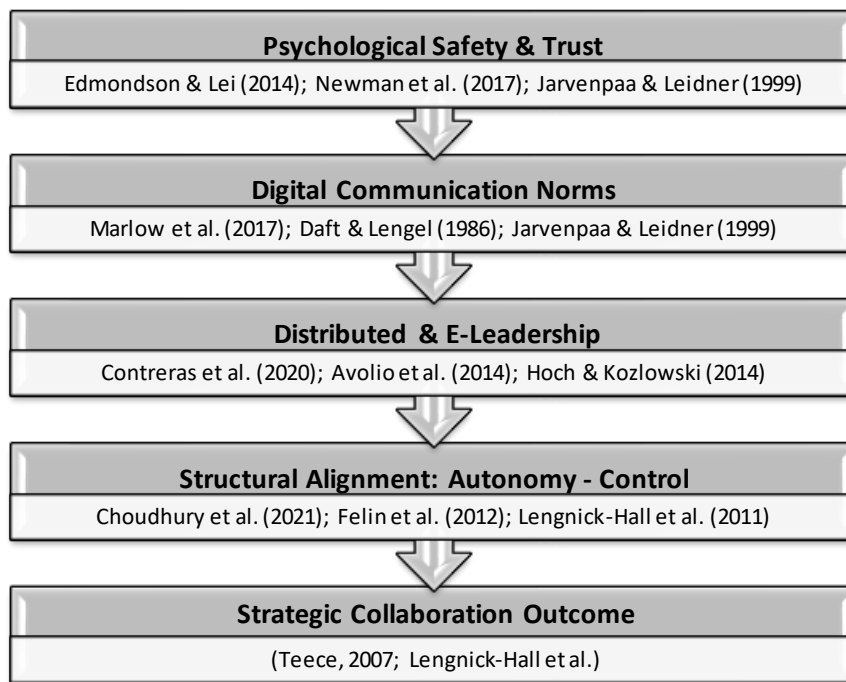 Psychological Safety & Trust
Edmondson & Lei (2014); Newman et al. (2017); Jarvenpaa & Leidner (1999)
Digital Communication Norms
Marlow et al. (2017); Daft & Lengel (1986); Jarvenpaa & Leidner (1999)
Distributed & E-Leadership
Contreras et al. (2020); Avolio et al. (2014); Hoch & Kozlowski (2014)
Structural Alignment: Autonomy - Control
Choudhury et al. (2021); Felin et al. (2012); Lengnick-Hall et al. (2011)
Strategic Collaboration Outcome
(Teece, 2007; Lengnick-Hall et al.)